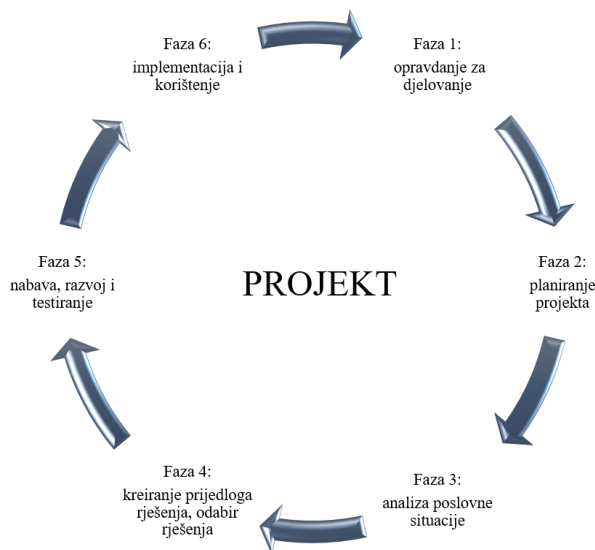 Faza 1:
opravdanje za
djelovanje
Faza 2:
planiranje
projekta
Faza 3:
analiza poslovne
situacije
Faza 4:
kreiranje prijedloga
rješenja, odabir
rješenja
Faza 5:
nabava, razvoj i
testiranje
Faza 6:
implementacija i
korištenje
PROJEKT